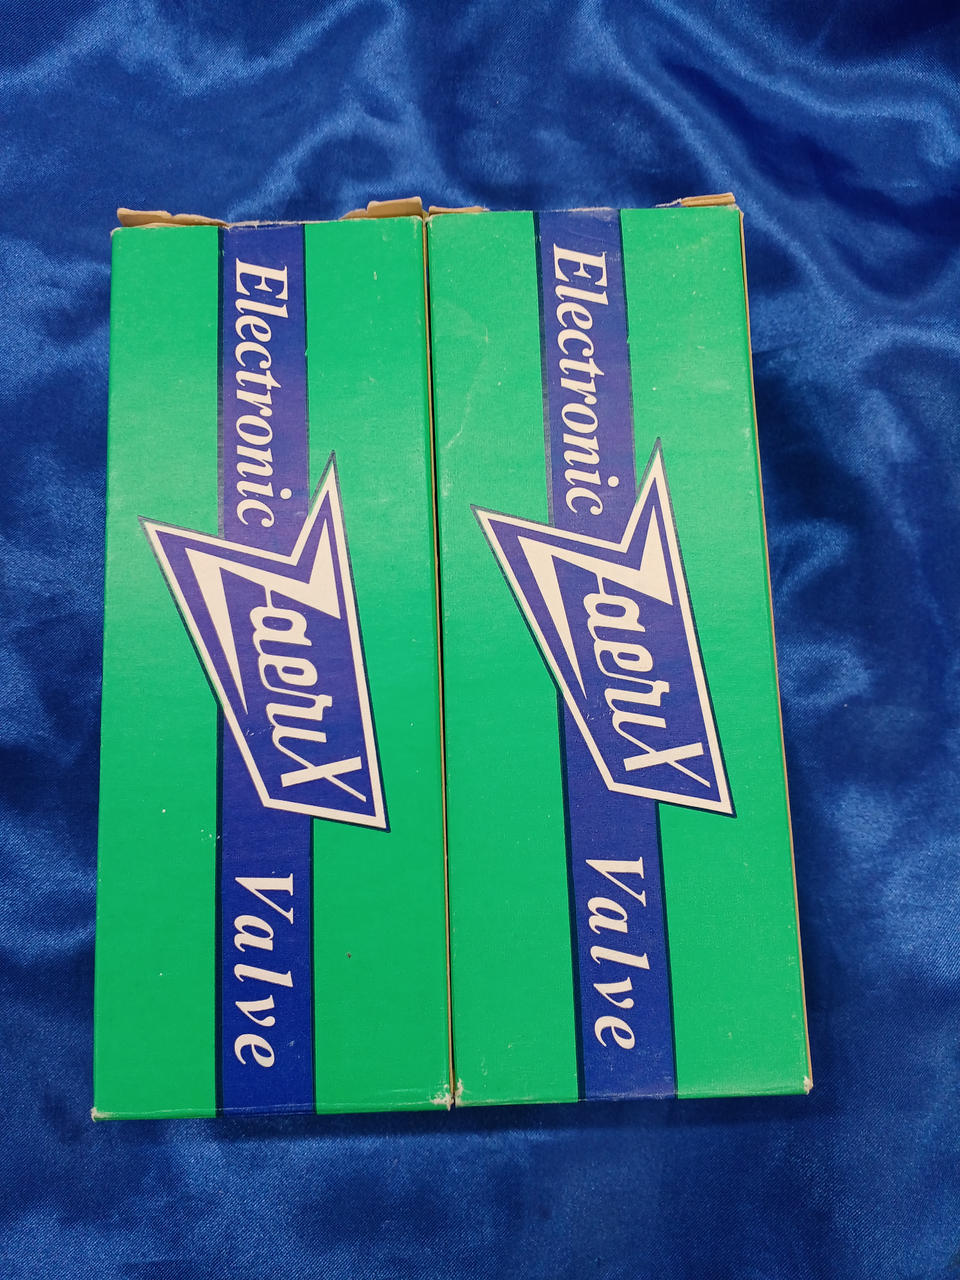 Electronic
ZaeriX
Valve
Electronic
ZaeriX
Valve